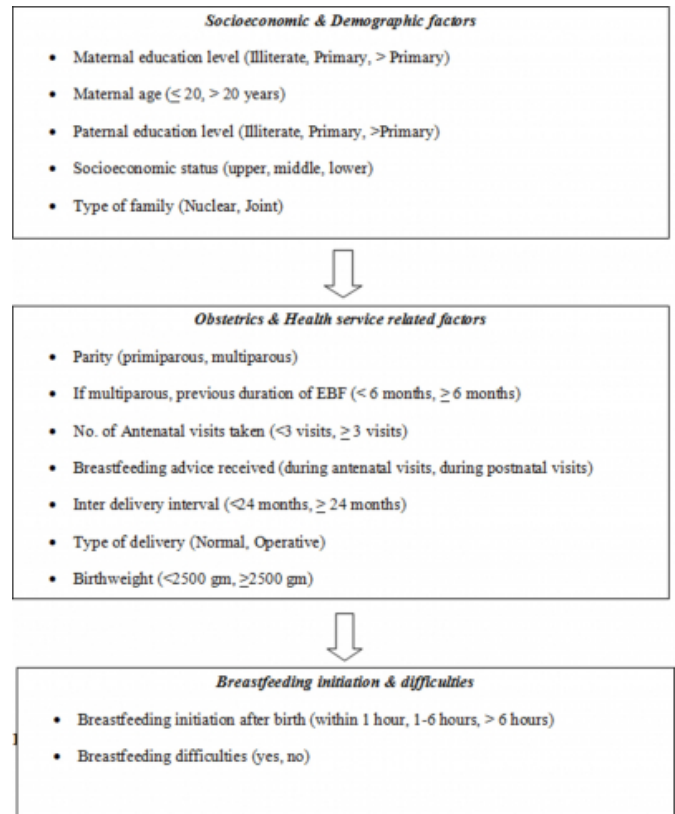 Socioeconomic & Demographic factors
• Maternal education level (Illiterate, Primary, > Primary)
• Maternal age (≤ 20, > 20 years)
• Paternal education level (Illiterate, Primary, >Primary)
• Socioeconomic status (upper, middle, lower)
• Type of family (Nuclear, Joint)
Obstetrics & Health service related factors
• Parity (primiparous, multiparous)
• If multiparous, previous duration of EBF (< 6 months, ≥ 6 months)
• No. of Antenatal visits taken (<3 visits, ≥ 3 visits)
• Breastfeeding advice received (during antenatal visits, during postnatal visits)
• Inter delivery interval (<24 months, ≥ 24 months)
• Type of delivery (Normal, Operative)
• Birthweight (<2500 gm, ≥2500 gm)
Breastfeeding initiation & difficulties
• Breastfeeding initiation after birth (within 1 hour, 1-6 hours, > 6 hours)
• Breastfeeding difficulties (yes, no)